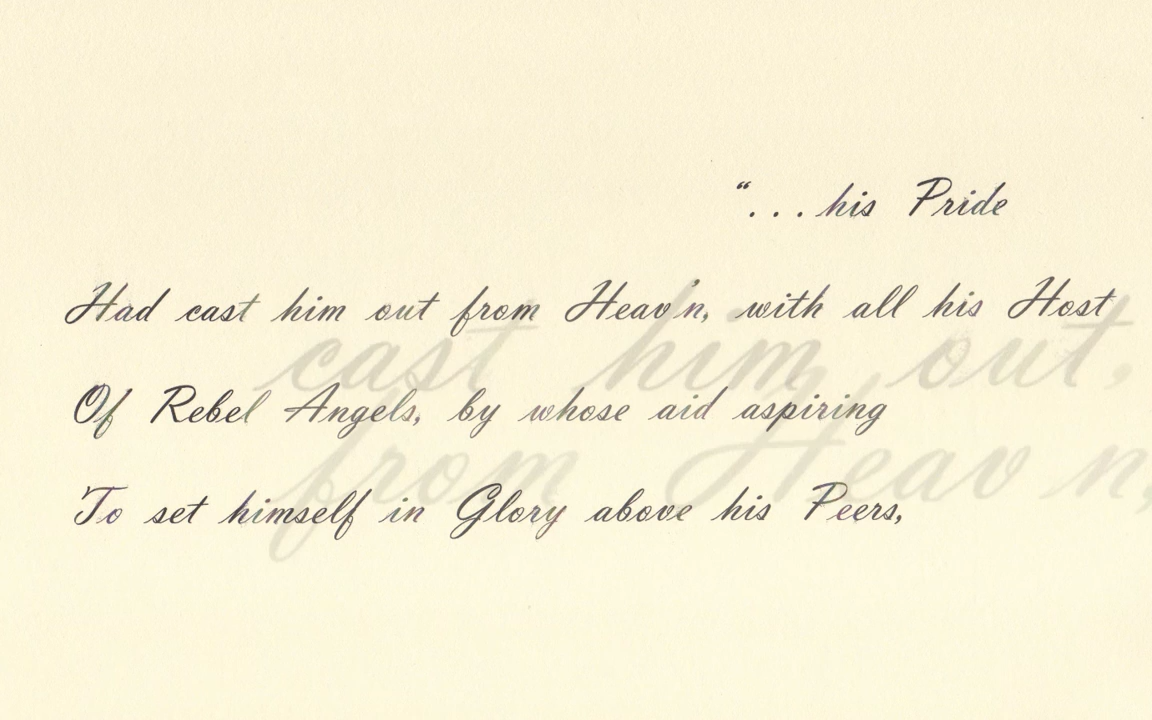 “...his Pride
Had cast him out from Heav'n, with all his Host
cast him out,
Of Rebel Angels, by whose aid aspiring
from Heav n,
To set himself in Glory above his Peers,